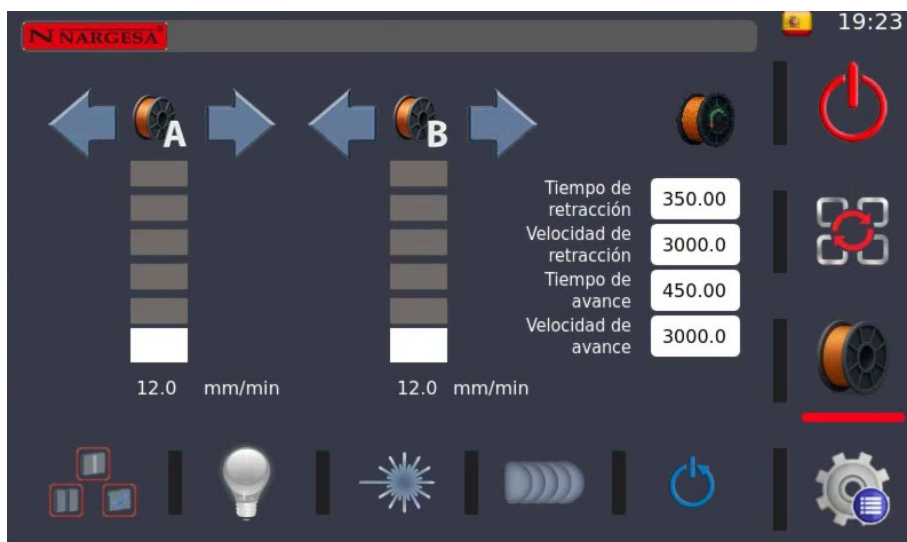 N NARGESA®
19:23
A
B
Tiempo de
retracción
350.00
Velocidad de
retracción
3000.0
Tiempo de
avance
450.00
Velocidad de
avance
3000.0
12.0 mm/min
12.0 mm/min